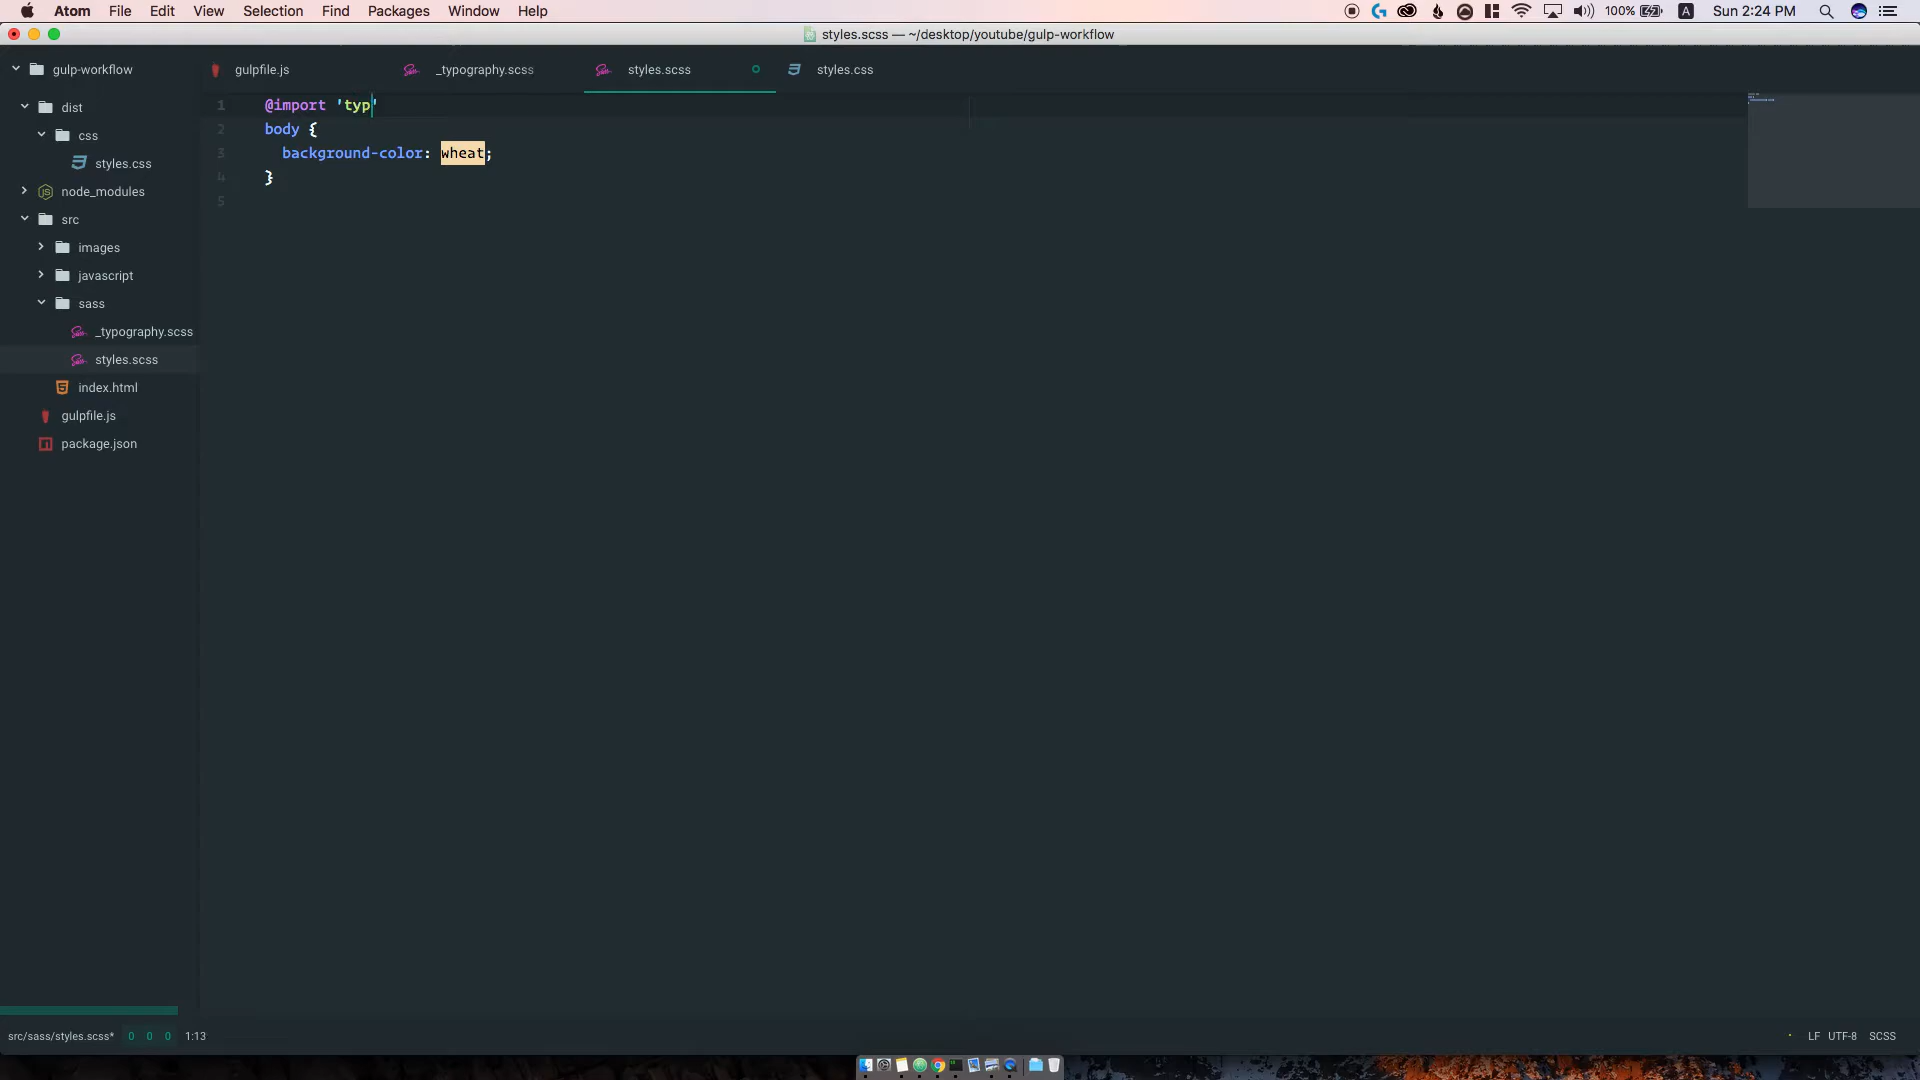 Atom File Edit View Selection Find Packages Window Help 100% A Sun 2:24 PM
styles.scss — ~/desktop/youtube/gulp-workflow
gulp-workflow
dist
css
styles.css
node_modules
src
images
javascript
sass
_typography.scss
styles.scss
index.html
gulpfile.js
package.json
gulpfile.js _typography.scss styles.scss styles.css
1 @import 'typ'
2 body {
3 background-color: wheat;
4 }
5
src/sass/styles.scss* 0 0 0 1:13 LF UTF-8 SCSS